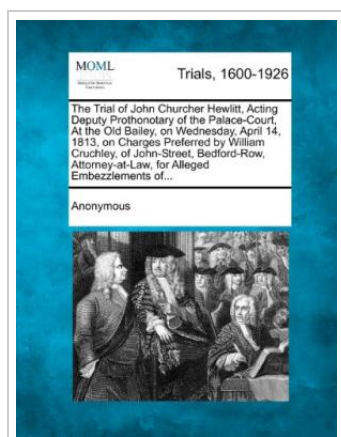 MOML
Trials, 1600-1926
The Trial of John Churcher Hewlitt, Acting
Deputy Prothonotary of the Palace-Court,
At the Old Bailey, on Wednesday, April 14,
1813, on Charges Preferred by William
Cruchley, of John-Street, Bedford-Row,
Attorney-at-Law, for Alleged
Embezzlements of...
Anonymous